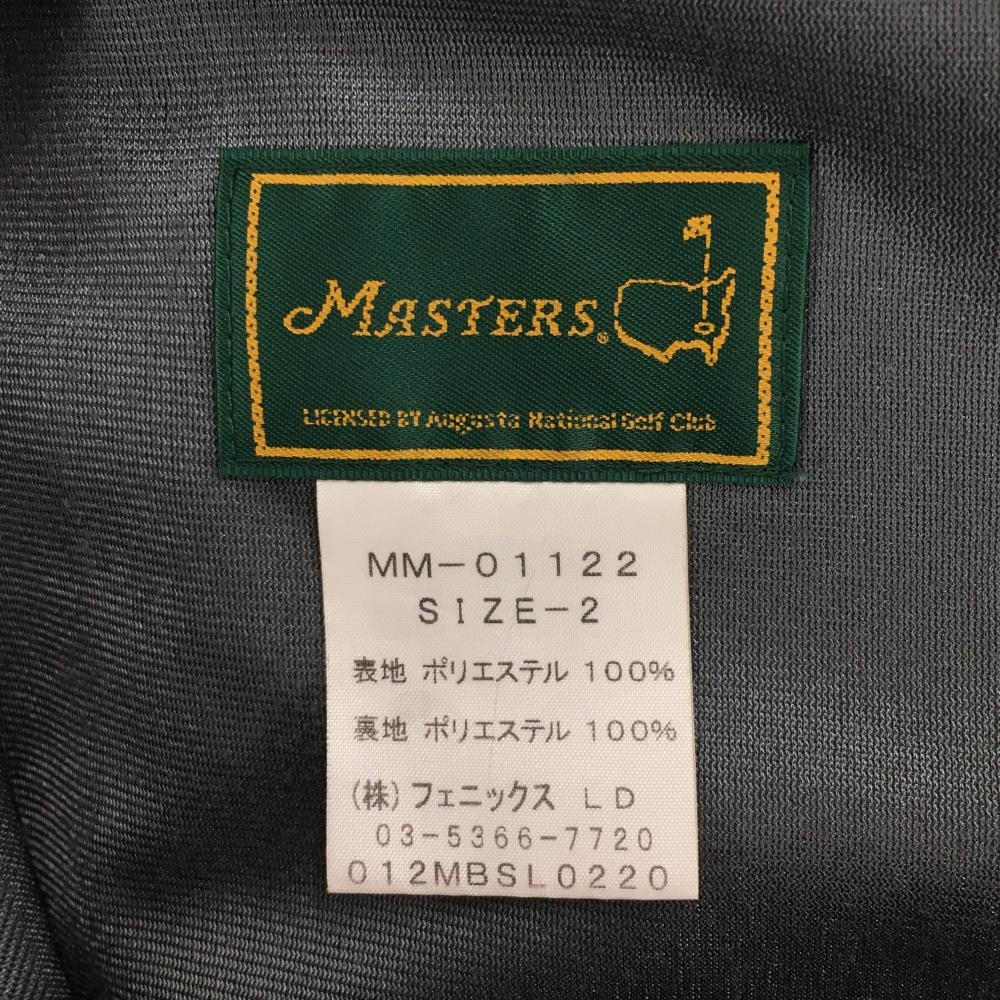 MASTERS®
LICENSED BY Augusta National Golf Club
MM-01122
SIZE-2
表地 ポリエステル 100%
裏地 ポリエステル 100%
(株)フェニックス LD
03-5366-7720
012MBSL0220